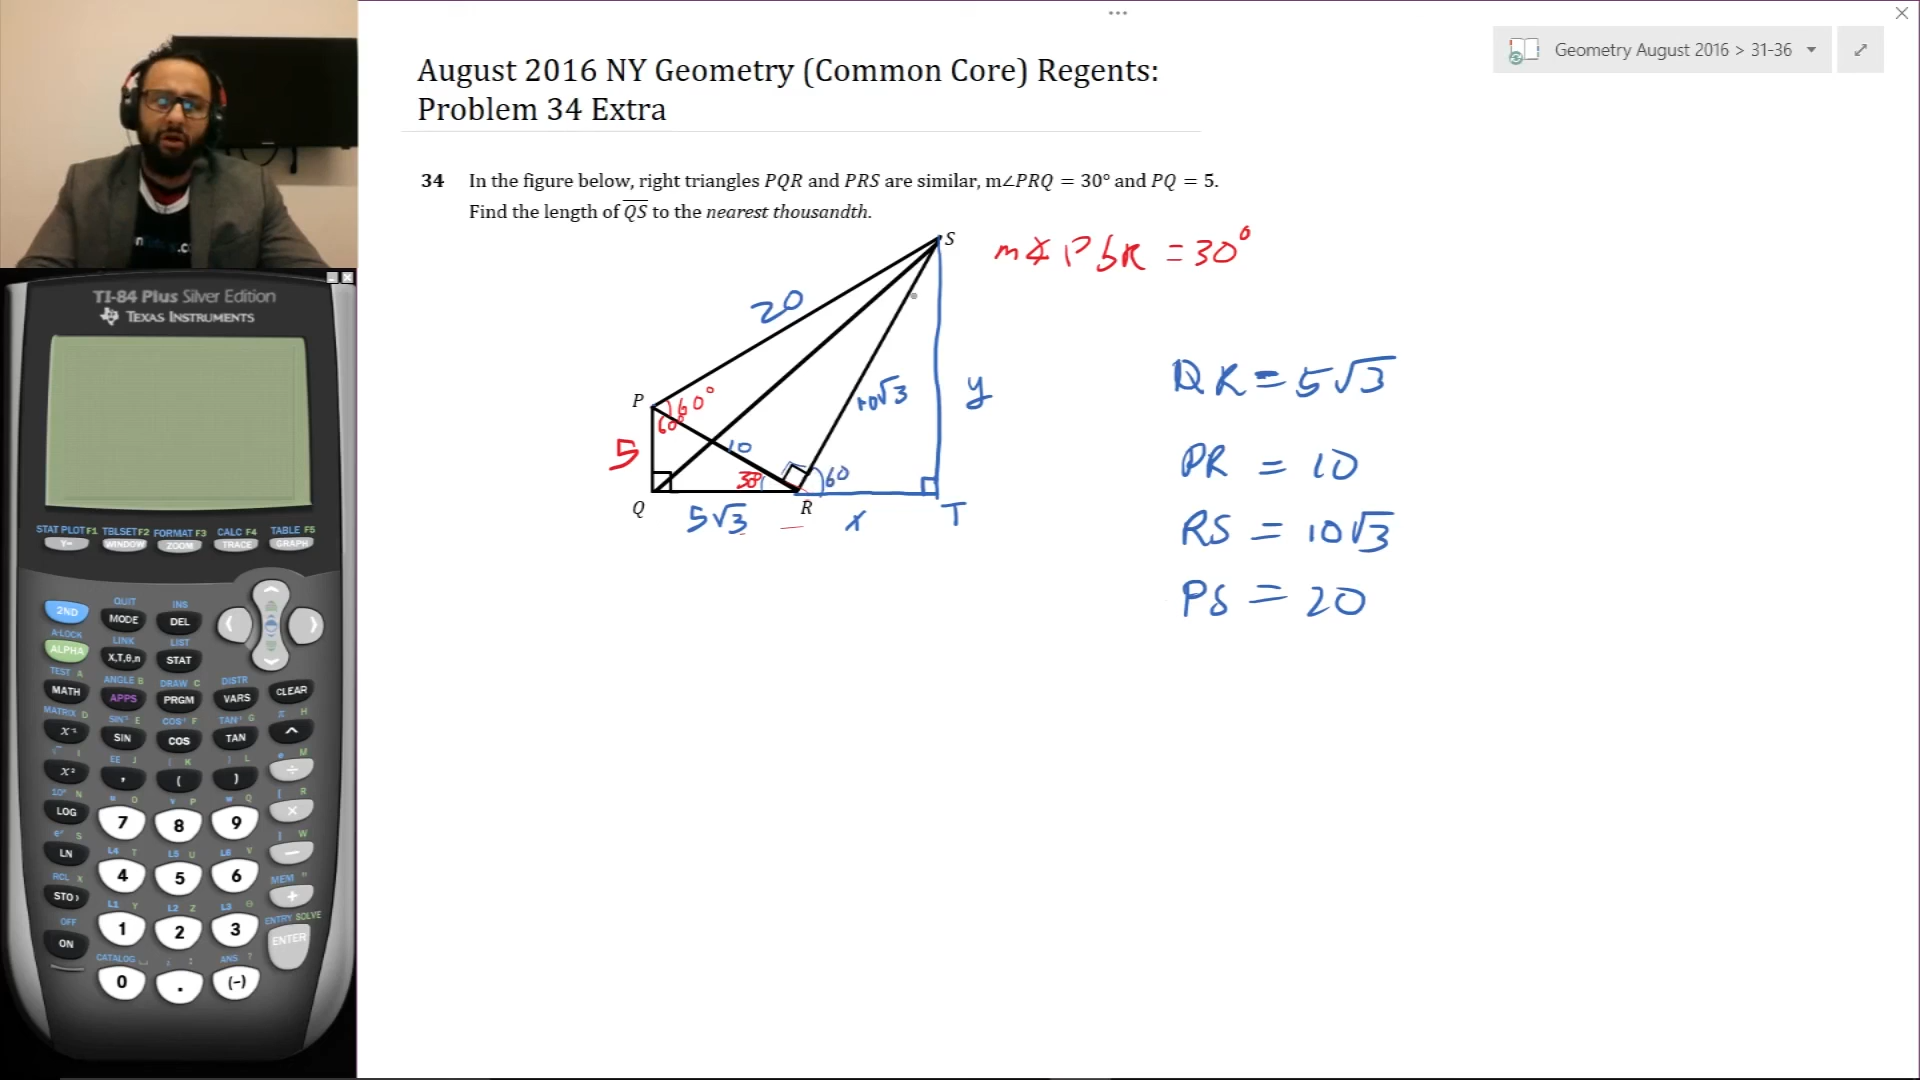 Geometry August 2016 > 31-36
August 2016 NY Geometry (Common Core) Regents:
Problem 34 Extra
34 In the figure below, right triangles PQR and PRS are similar, m∠PRQ = 30° and PQ = 5.
Find the length of QS to the nearest thousandth.
S
m∡PSR = 30°
20
QR = 5√3
10√3
y
P
60°
60°
5
10
PR = 10
30°
60
Q
R
T
5√3
x
RS = 10√3
PS = 20
TI-84 Plus Silver Edition
TEXAS INSTRUMENTS
STAT PLOT F1 TBLSET F2 FORMAT F3 CALC F4 TABLE F5
Y= WINDOW ZOOM TRACE GRAPH
QUIT INS
2ND MODE DEL
A-LOCK LINK LIST
ALPHA X,T,θ,n STAT
TEST A ANGLE B DRAW C DISTR
MATH APPS PRGM VARS CLEAR
MATRIX D SIN⁻¹ E COS⁻¹ F TAN⁻¹ G π H
X⁻¹ SIN COS TAN ^
√ I EE J { K } L e M
X² , ( ) ÷
10ˣ N u O v P w Q [ R
LOG 7 8 9 ×
eˣ S L4 T L5 U L6 V ] W
LN 4 5 6 −
RCL X L1 Y L2 Z L3 θ MEM "
STO› 1 2 3 +
OFF CATALOG ⎵ i : ANS ? ENTRY SOLVE
ON 0 . (-) ENTER